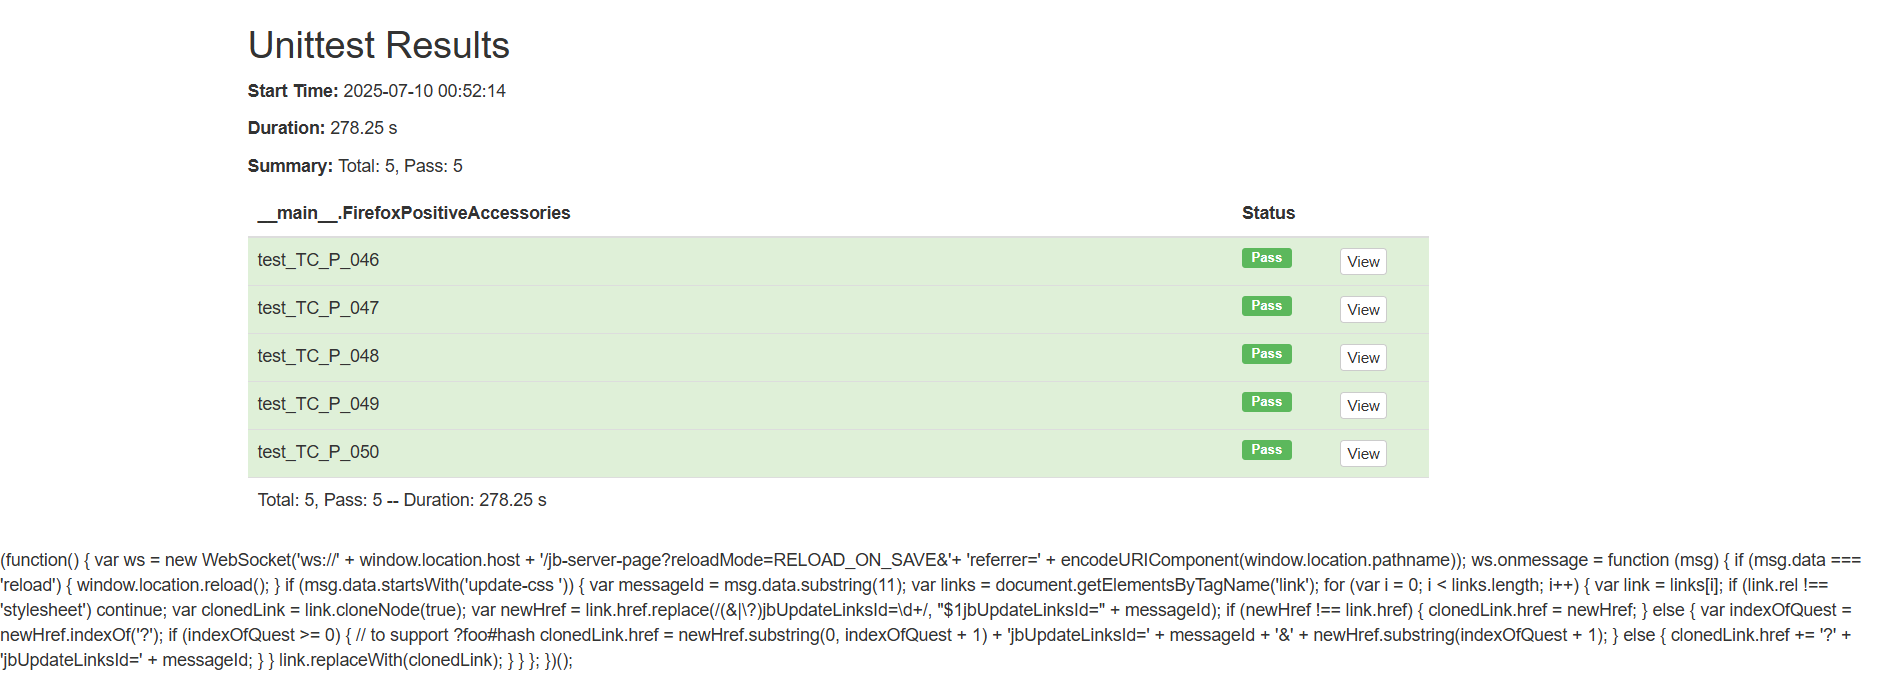 Unittest Results
Start Time: 2025-07-10 00:52:14
Duration: 278.25 s
Summary: Total: 5, Pass: 5
__main__.FirefoxPositiveAccessories Status
test_TC_P_046 Pass View
test_TC_P_047 Pass View
test_TC_P_048 Pass View
test_TC_P_049 Pass View
test_TC_P_050 Pass View
Total: 5, Pass: 5 -- Duration: 278.25 s
(function() { var ws = new WebSocket('ws://' + window.location.host + '/jb-server-page?reloadMode=RELOAD_ON_SAVE&'+ 'referrer=' + encodeURIComponent(window.location.pathname)); ws.onmessage = function (msg) { if (msg.data ===
'reload') { window.location.reload(); } if (msg.data.startsWith('update-css ')) { var messageId = msg.data.substring(11); var links = document.getElementsByTagName('link'); for (var i = 0; i < links.length; i++) { var link = links[i]; if (link.rel !==
'stylesheet') continue; var clonedLink = link.cloneNode(true); var newHref = link.href.replace(/(&|\?)jbUpdateLinksId=\d+/, "$1jbUpdateLinksId=" + messageId); if (newHref !== link.href) { clonedLink.href = newHref; } else { var indexOfQuest =
newHref.indexOf('?'); if (indexOfQuest >= 0) { // to support ?foo#hash clonedLink.href = newHref.substring(0, indexOfQuest + 1) + 'jbUpdateLinksId=' + messageId + '&' + newHref.substring(indexOfQuest + 1); } else { clonedLink.href += '?' +
'jbUpdateLinksId=' + messageId; } } link.replaceWith(clonedLink); } } }; })();